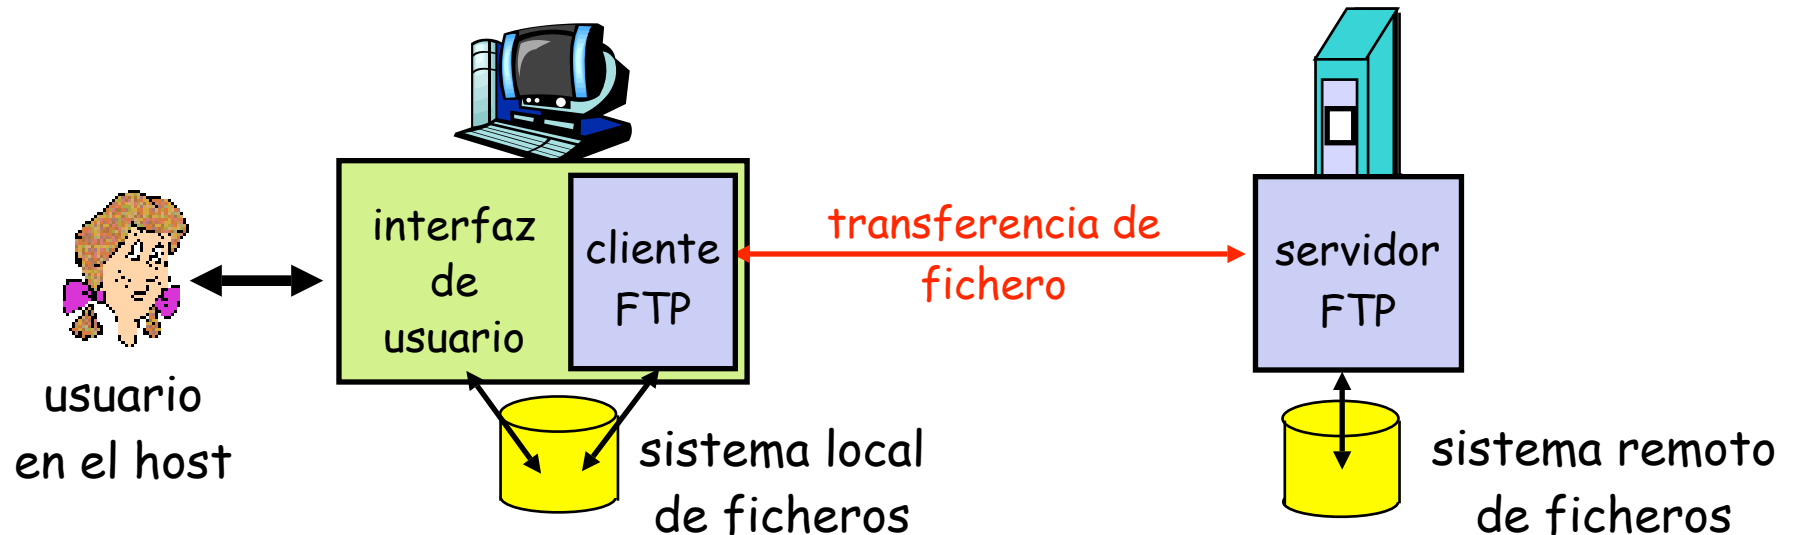 usuario
en el host
interfaz
de
usuario
cliente
FTP
transferencia de
fichero
servidor
FTP
sistema local
de ficheros
sistema remoto
de ficheros